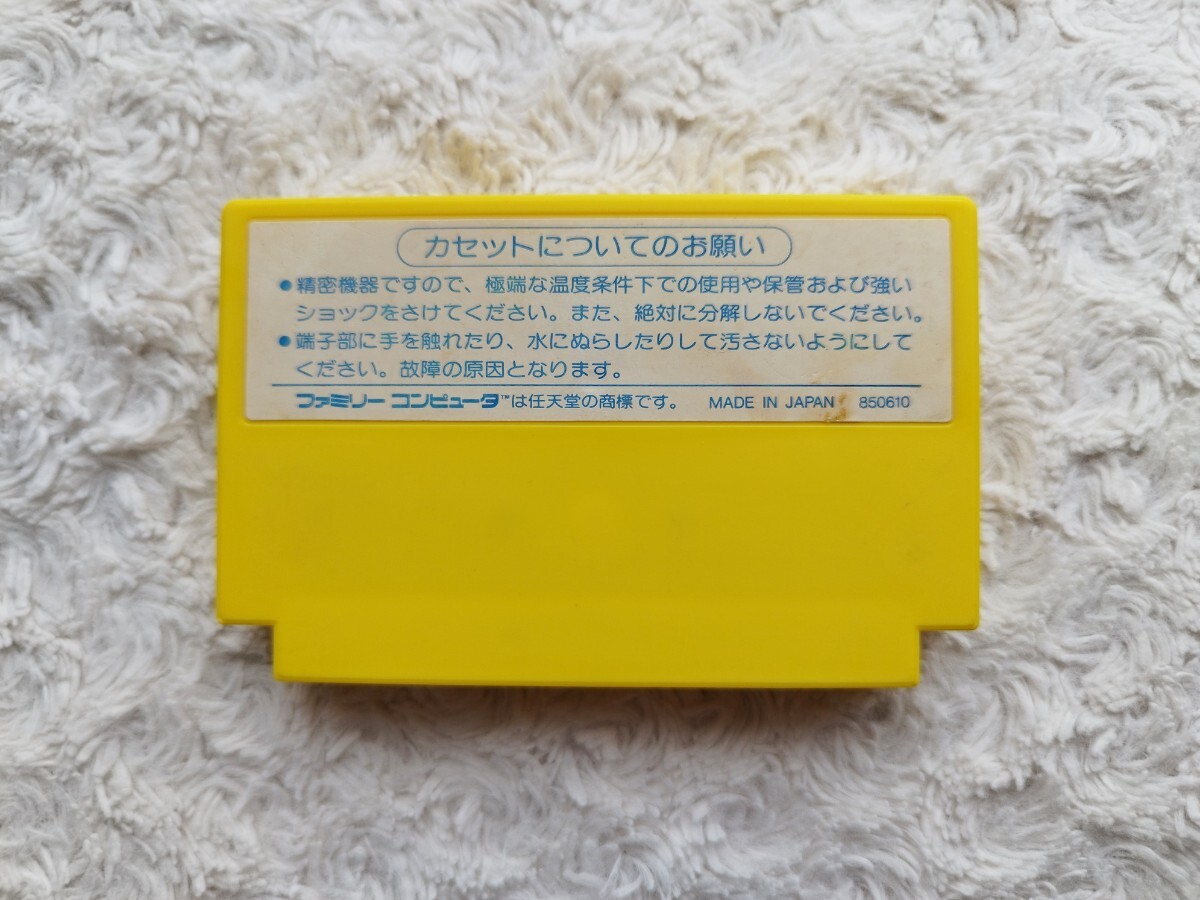 カセットについてのお願い
●精密機器ですので、極端な温度条件下での使用や保管および強い
ショックをさけてください。また、絶対に分解しないでください。
●端子部に手を触れたり、水にぬらしたりして汚さないようにして
ください。故障の原因となります。
ファミリー コンピュータ™は任天堂の商標です。 MADE IN JAPAN 850610